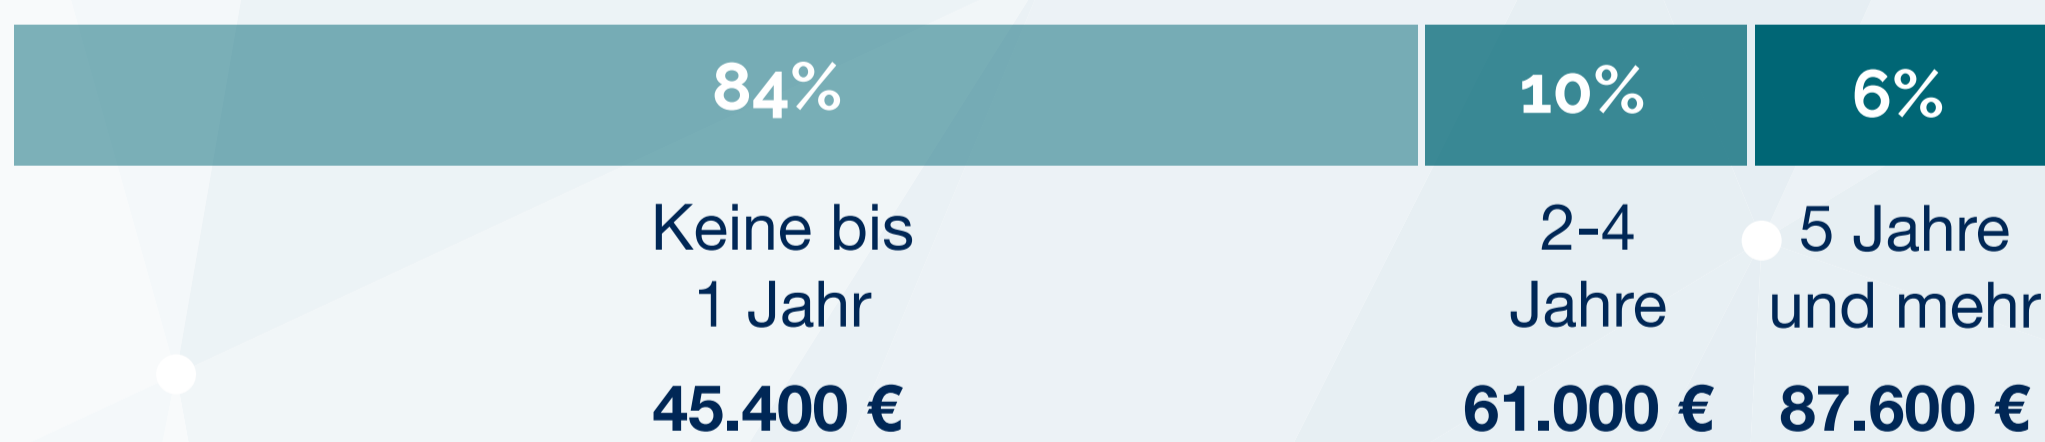 84% 10% 6%
Keine bis 1 Jahr
2-4 Jahre
5 Jahre und mehr
45.400 € 61.000 € 87.600 €